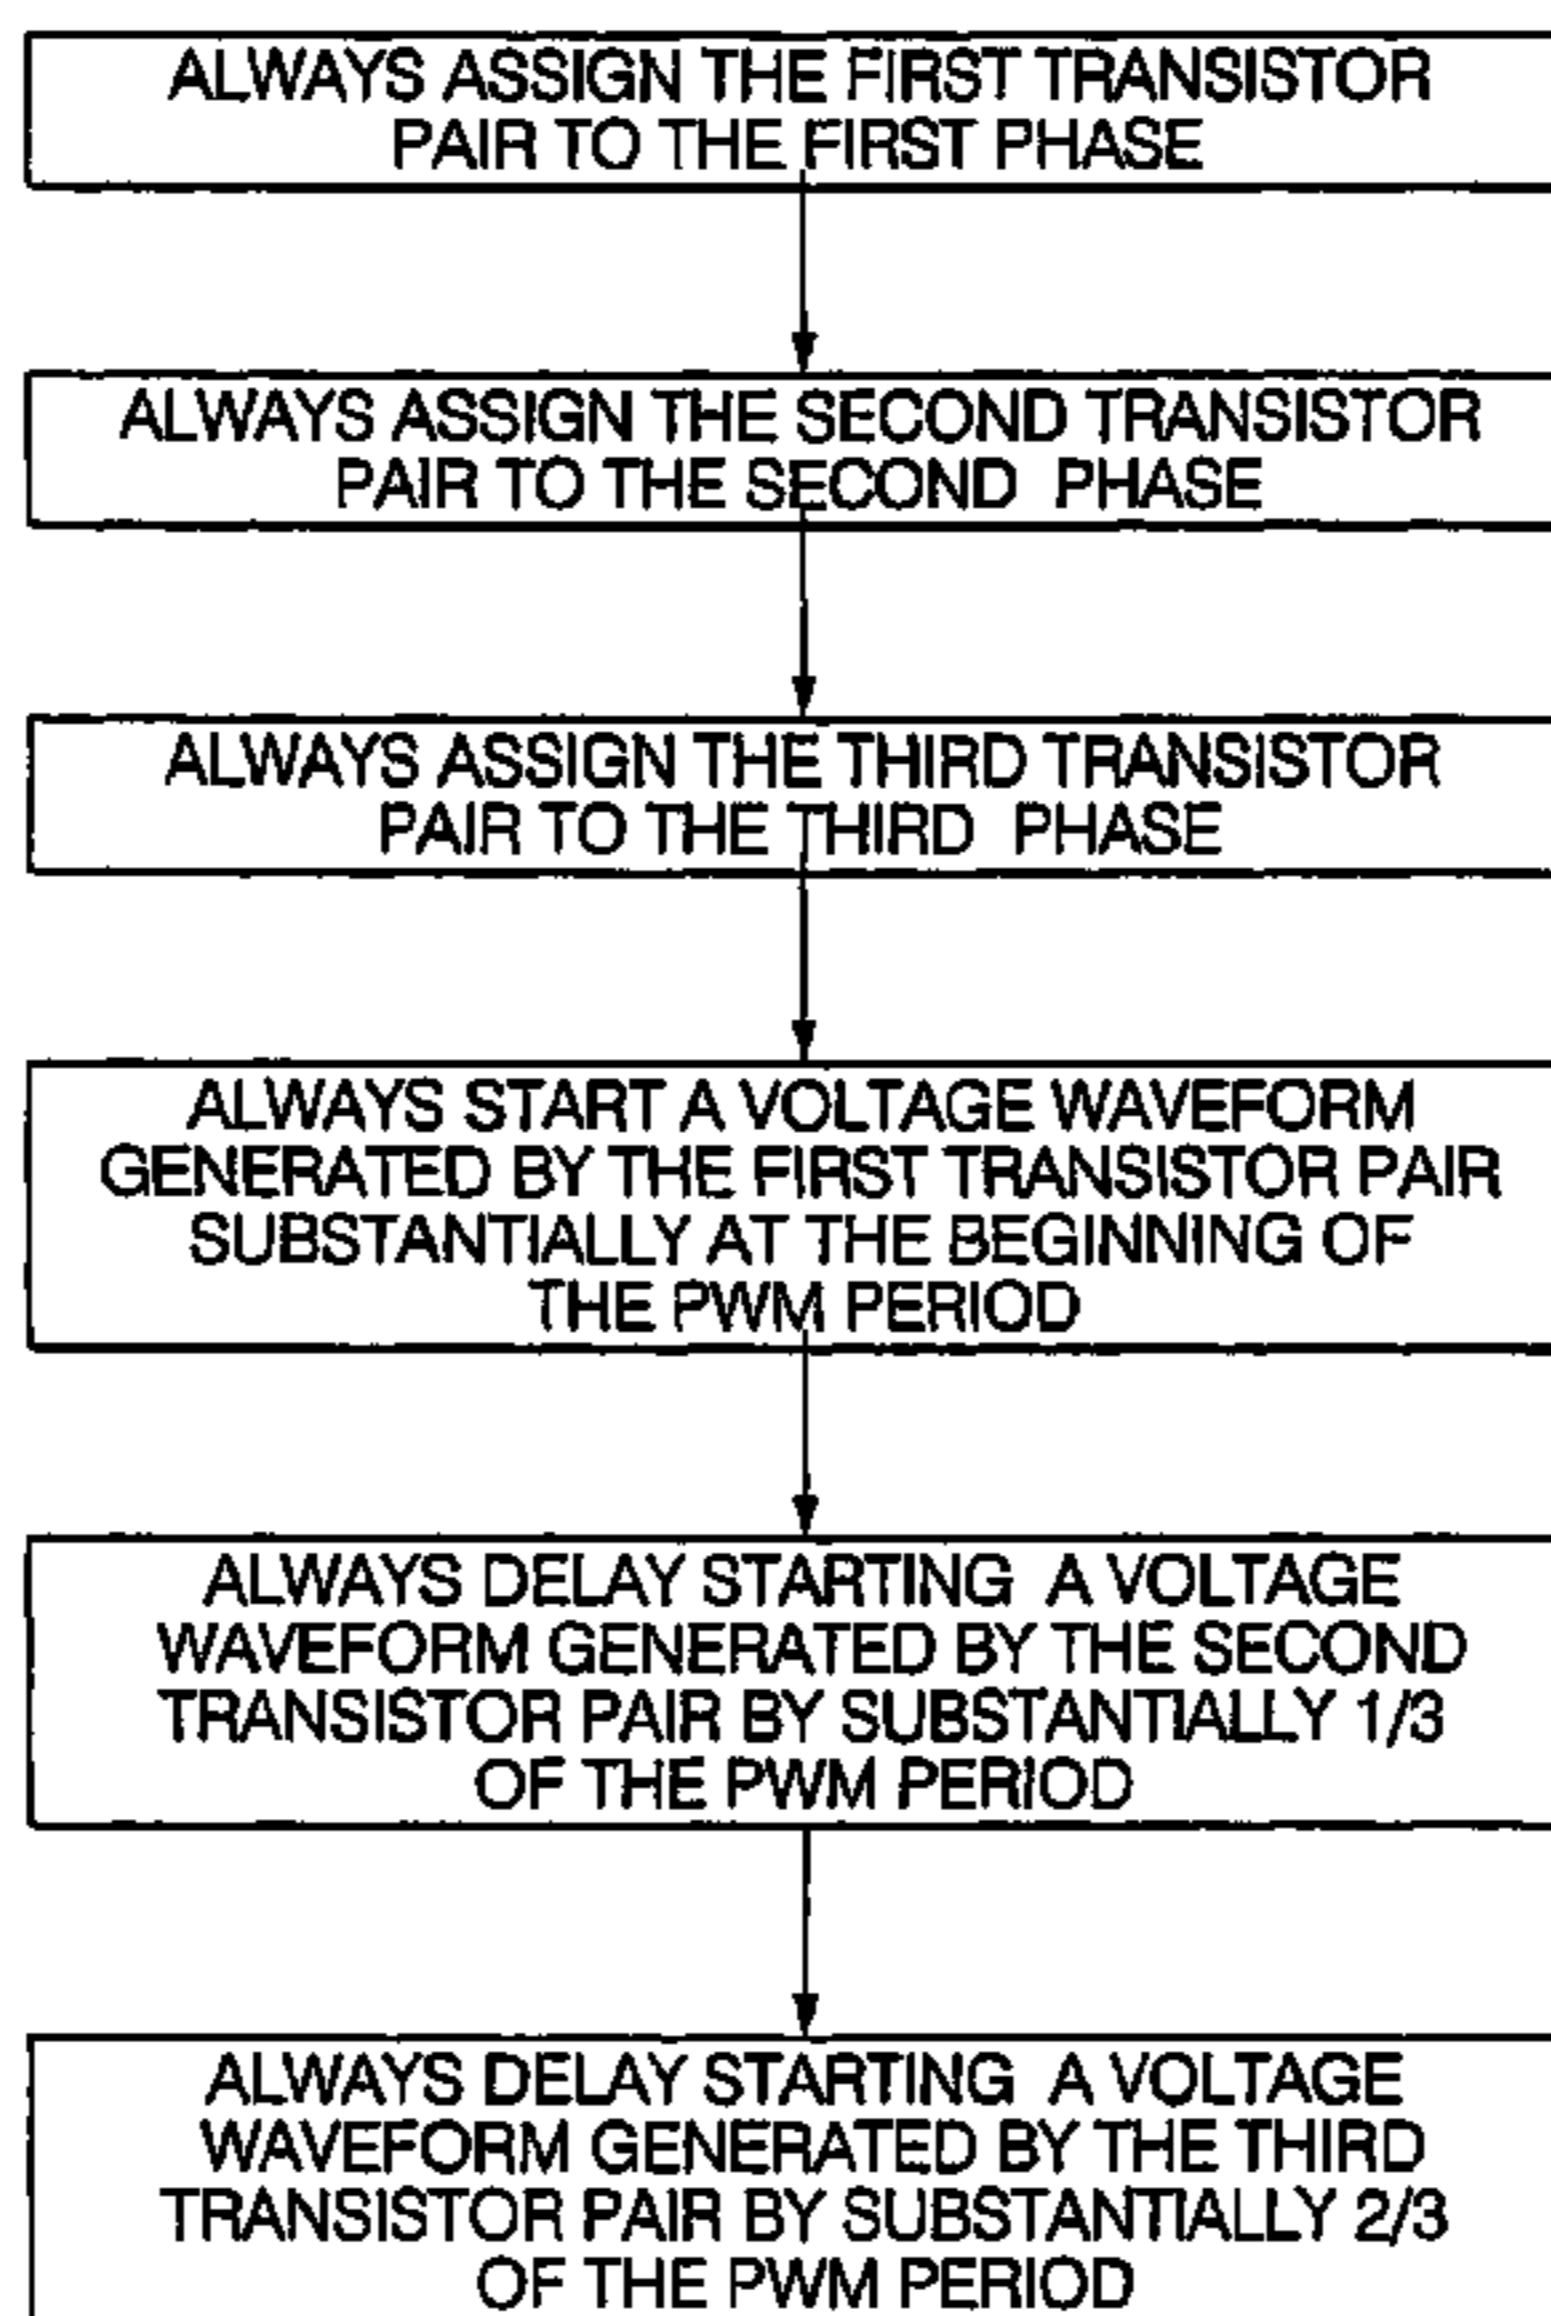 ALWAYS ASSIGN THE FIRST TRANSISTOR
PAIR TO THE FIRST PHASE
ALWAYS ASSIGN THE SECOND TRANSISTOR
PAIR TO THE SECOND PHASE
ALWAYS ASSIGN THE THIRD TRANSISTOR
PAIR TO THE THIRD PHASE
ALWAYS START A VOLTAGE WAVEFORM
GENERATED BY THE FIRST TRANSISTOR PAIR
SUBSTANTIALLY AT THE BEGINNING OF
THE PWM PERIOD
ALWAYS DELAY STARTING A VOLTAGE
WAVEFORM GENERATED BY THE SECOND
TRANSISTOR PAIR BY SUBSTANTIALLY 1/3
OF THE PWM PERIOD
ALWAYS DELAY STARTING A VOLTAGE
WAVEFORM GENERATED BY THE THIRD
TRANSISTOR PAIR BY SUBSTANTIALLY 2/3
OF THE PWM PERIOD